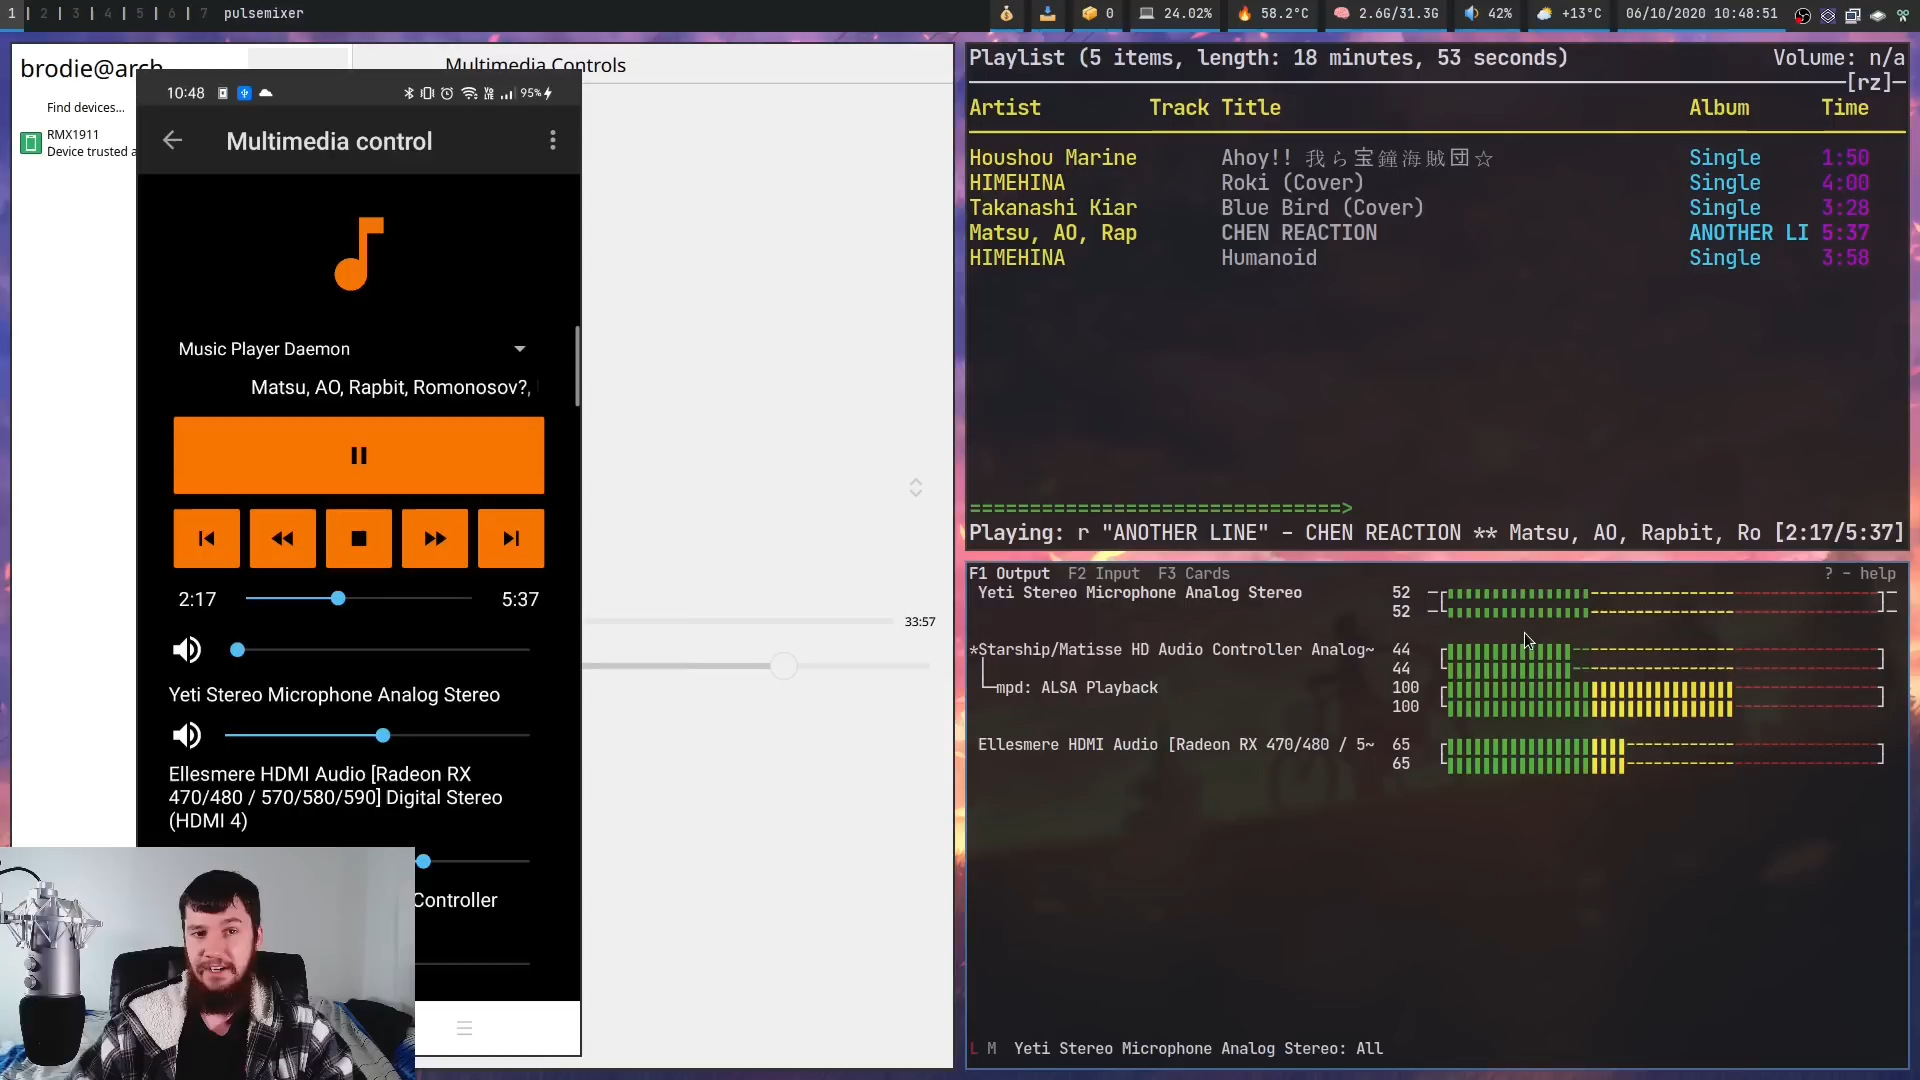 1 | 2 | 3 | 4 | 5 | 6 | 7 pulsemixer
0 24.02% 58.2°C 2.6G/31.3G 42% +13°C 06/10/2020 10:48:51
brodie@arch
Find devices...
RMX1911
Device trusted a
Multimedia Controls
33:57
10:48 95%
Multimedia control
Music Player Daemon
Matsu, AO, Rapbit, Romonosov?,
2:17 5:37
Yeti Stereo Microphone Analog Stereo
Ellesmere HDMI Audio [Radeon RX
470/480 / 570/580/590] Digital Stereo
(HDMI 4)
Controller
Playlist (5 items, length: 18 minutes, 53 seconds) Volume: n/a
[rz]
Artist Track Title Album Time
Houshou Marine Ahoy!! 我ら宝鐘海賊団☆ Single 1:50
HIMEHINA Roki (Cover) Single 4:00
Takanashi Kiar Blue Bird (Cover) Single 3:28
Matsu, AO, Rap CHEN REACTION ANOTHER LI 5:37
HIMEHINA Humanoid Single 3:58
Playing: r "ANOTHER LINE" - CHEN REACTION ** Matsu, AO, Rapbit, Ro [2:17/5:37]
F1 Output F2 Input F3 Cards ? - help
Yeti Stereo Microphone Analog Stereo 52
52
*Starship/Matisse HD Audio Controller Analog~ 44
44
mpd: ALSA Playback 100
100
Ellesmere HDMI Audio [Radeon RX 470/480 / 5~ 65
65
L M Yeti Stereo Microphone Analog Stereo: All